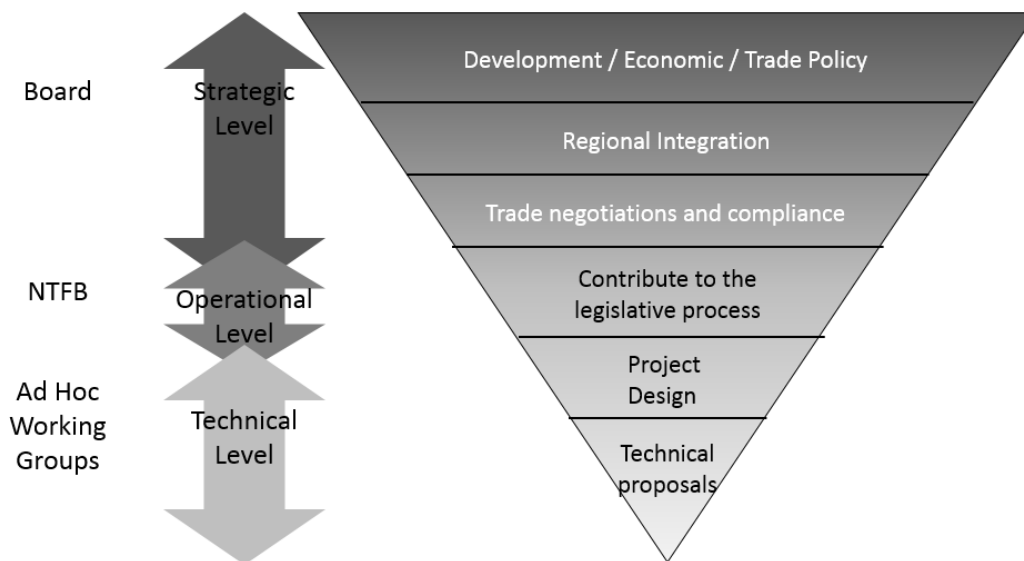 Board
Strategic
Level
NTFB
Operational
Level
Ad Hoc
Working
Groups
Technical
Level
Development / Economic / Trade Policy
Regional Integration
Trade negotiations and compliance
Contribute to the
legislative process
Project
Design
Technical
proposals